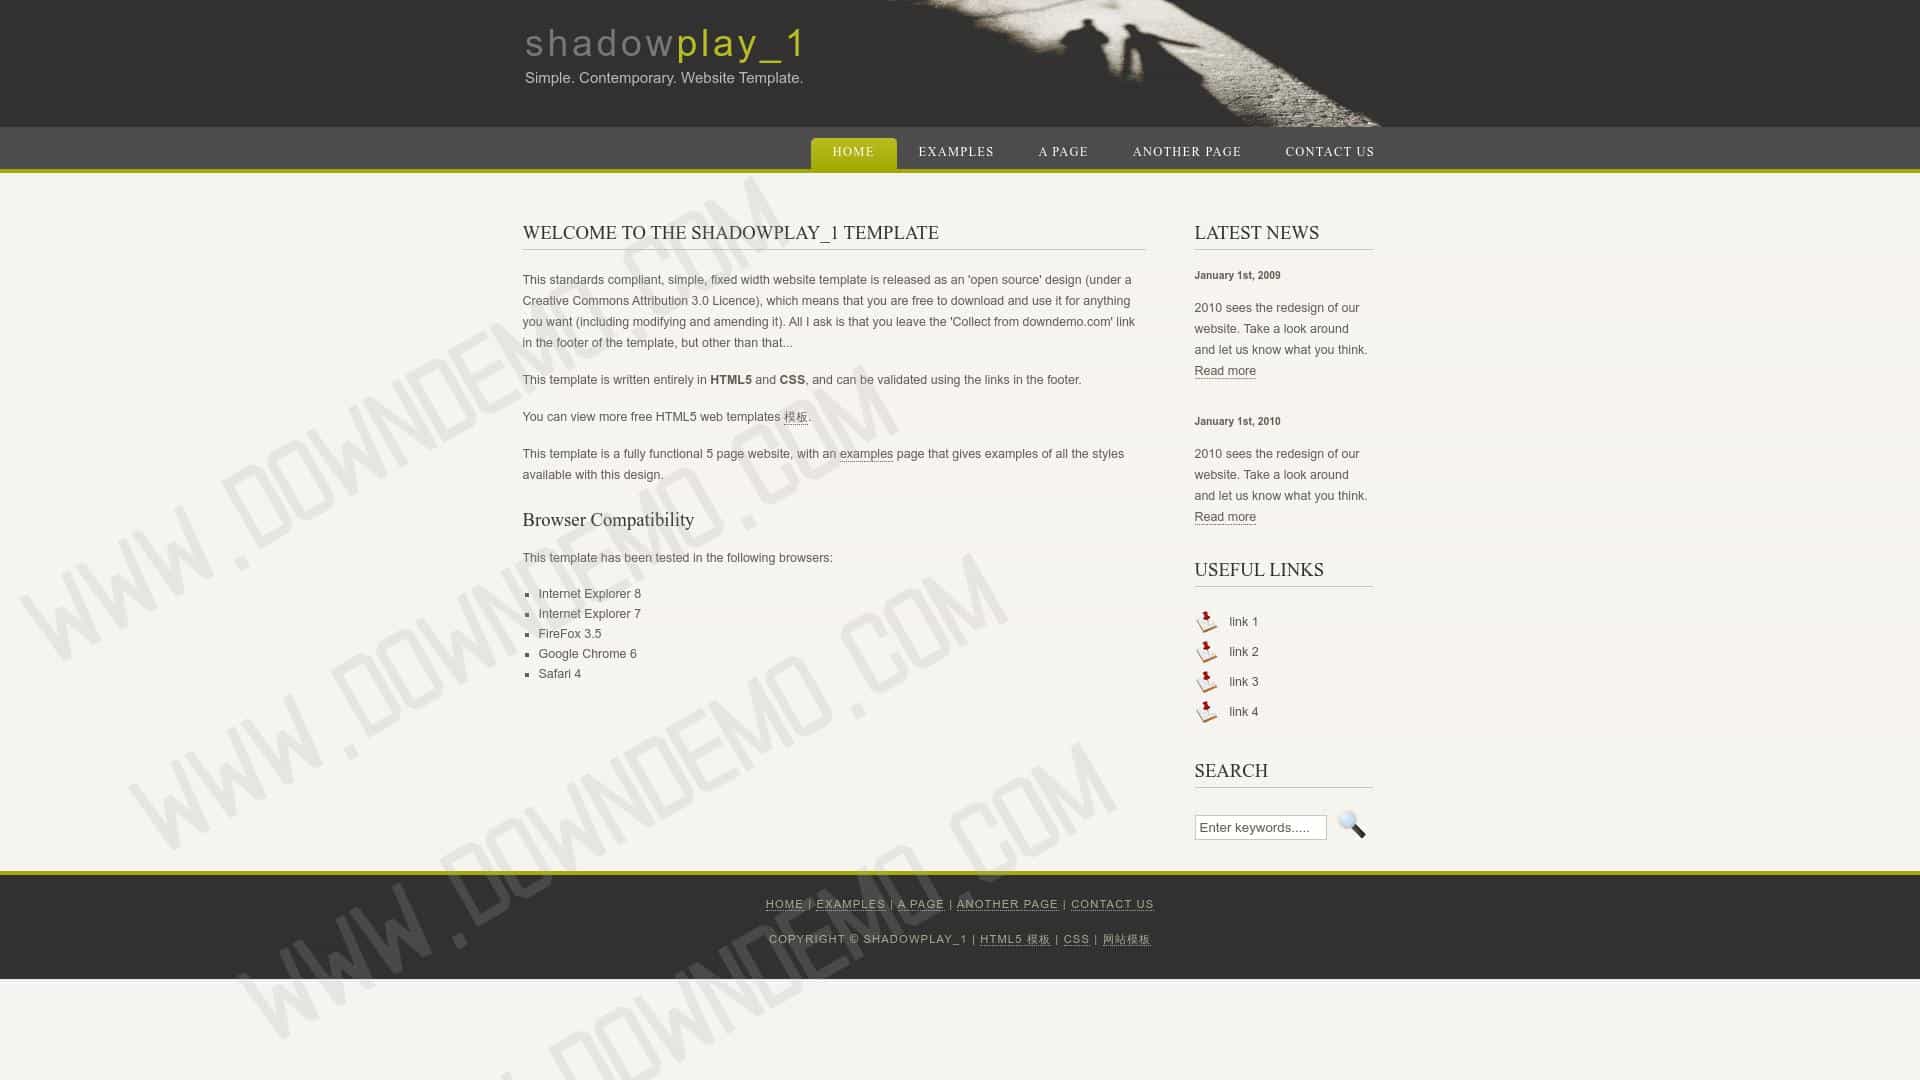 shadowplay_1
Simple. Contemporary. Website Template.
HOME EXAMPLES A PAGE ANOTHER PAGE CONTACT US
WELCOME TO THE SHADOWPLAY_1 TEMPLATE
This standards compliant, simple, fixed width website template is released as an 'open source' design (under a
Creative Commons Attribution 3.0 Licence), which means that you are free to download and use it for anything
you want (including modifying and amending it). All I ask is that you leave the 'Collect from downdemo.com' link
in the footer of the template, but other than that...
This template is written entirely in HTML5 and CSS, and can be validated using the links in the footer.
You can view more free HTML5 web templates 模板.
This template is a fully functional 5 page website, with an examples page that gives examples of all the styles
available with this design.
Browser Compatibility
This template has been tested in the following browsers:
Internet Explorer 8
Internet Explorer 7
FireFox 3.5
Google Chrome 6
Safari 4
LATEST NEWS
January 1st, 2009
2010 sees the redesign of our
website. Take a look around
and let us know what you think.
Read more
January 1st, 2010
2010 sees the redesign of our
website. Take a look around
and let us know what you think.
Read more
USEFUL LINKS
link 1
link 2
link 3
link 4
SEARCH
Enter keywords.....
HOME | EXAMPLES | A PAGE | ANOTHER PAGE | CONTACT US
COPYRIGHT © SHADOWPLAY_1 | HTML5 模板 | CSS | 网站模板
WWW.DOWNDEMO.COM
WWW.DOWNDEMO.COM
WWW.DOWNDEMO.COM
DOWNDEMO.COM